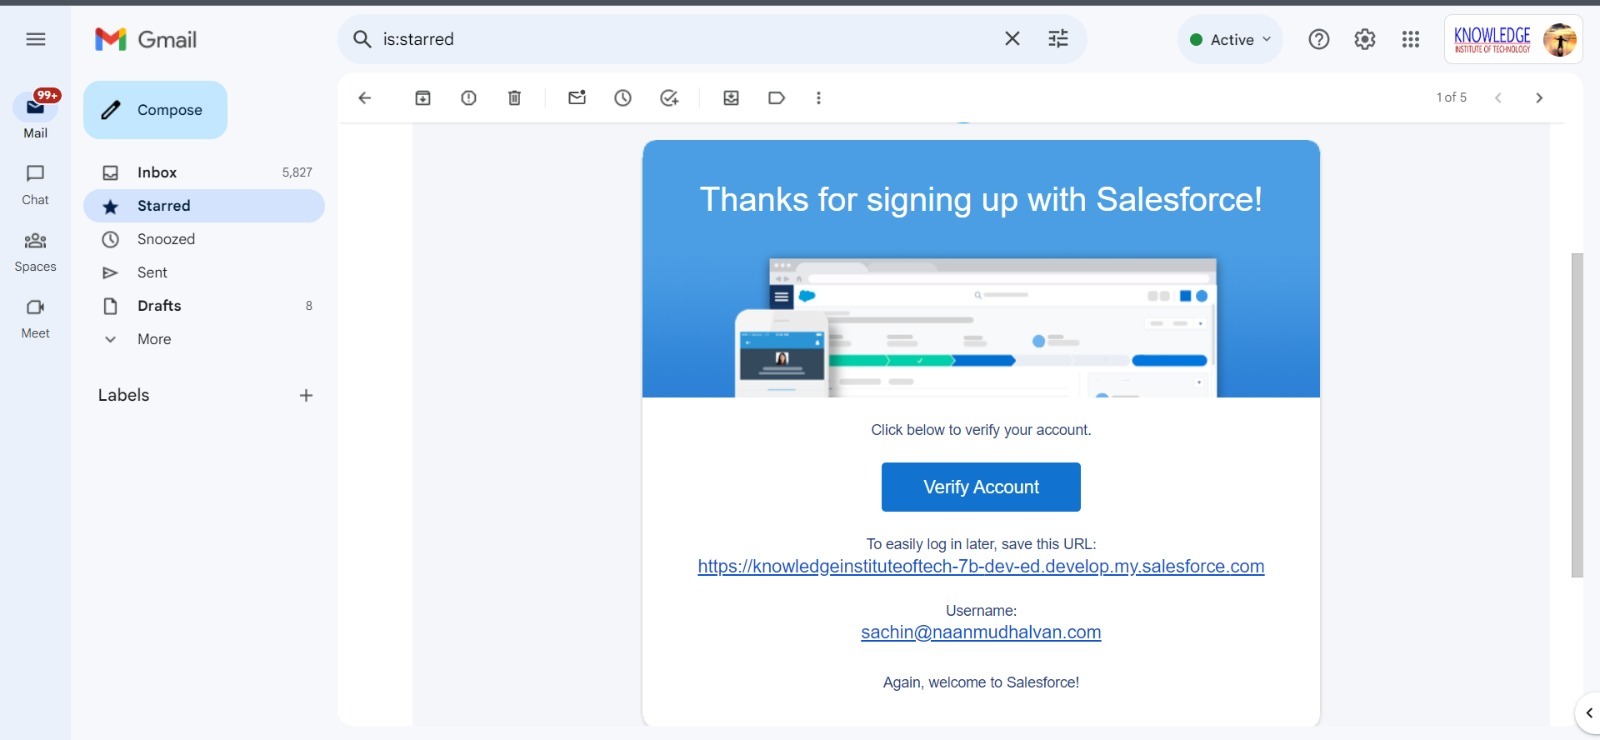 Gmail
is:starred
Active
KNOWLEDGE
INSTITUTE OF TECHNOLOGY
99+
Mail
Chat
Spaces
Meet
Compose
Inbox 5,827
Starred
Snoozed
Sent
Drafts 8
More
Labels
1 of 5
Thanks for signing up with Salesforce!
Click below to verify your account.
Verify Account
To easily log in later, save this URL:
https://knowledgeinstituteoftech-7b-dev-ed.develop.my.salesforce.com
Username:
sachin@naanmudhalvan.com
Again, welcome to Salesforce!